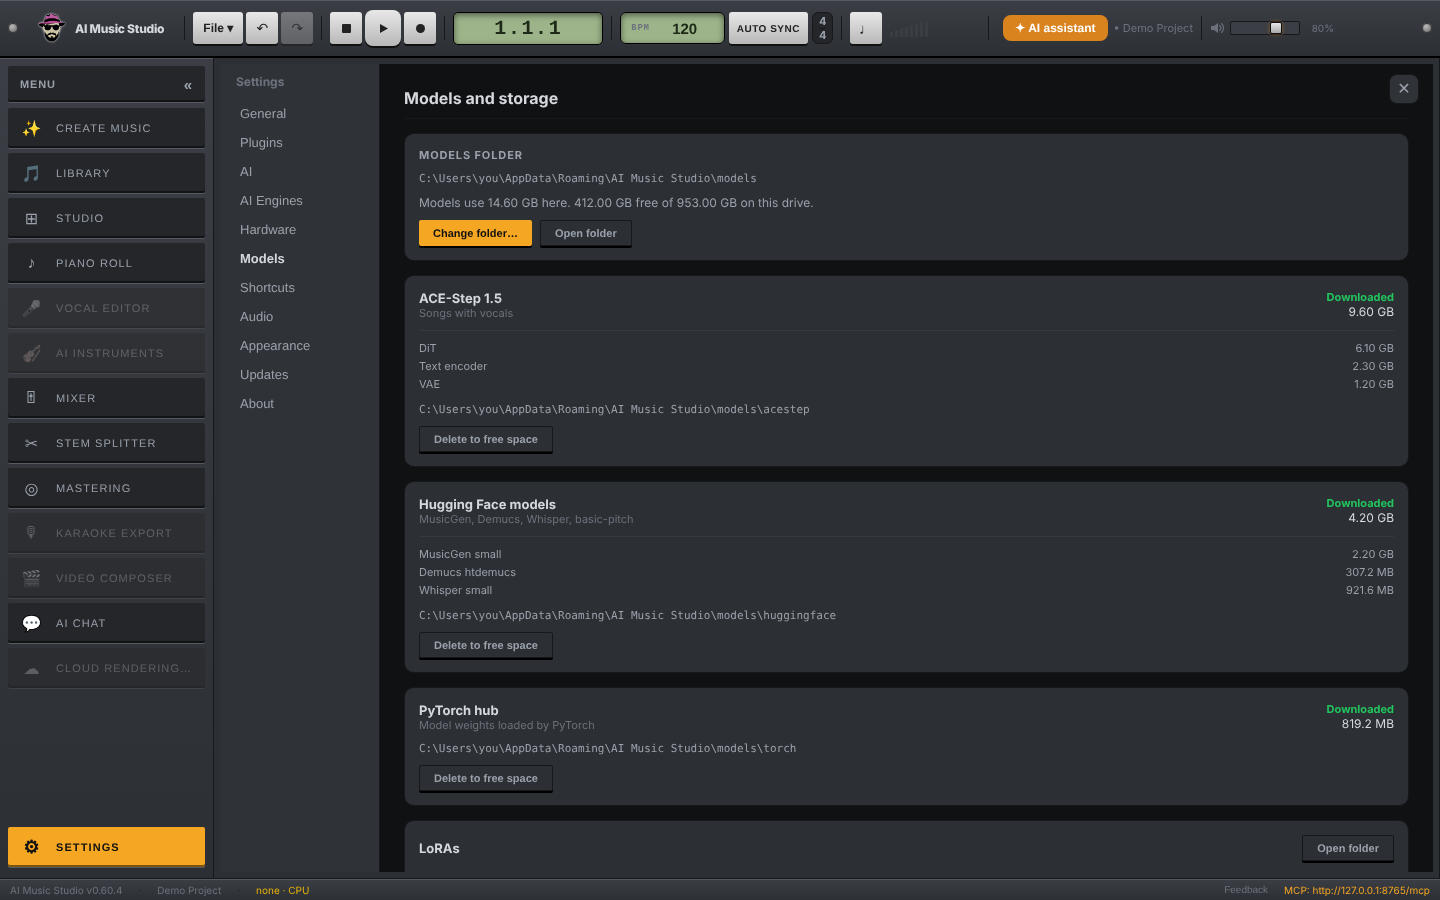 AI Music Studio
File ▾
1.1.1
BPM 120
AUTO SYNC
4
4
✦ AI assistant
• Demo Project
80%
MENU «
CREATE MUSIC
LIBRARY
STUDIO
PIANO ROLL
VOCAL EDITOR
AI INSTRUMENTS
MIXER
STEM SPLITTER
MASTERING
KARAOKE EXPORT
VIDEO COMPOSER
AI CHAT
CLOUD RENDERING...
SETTINGS
Settings
General
Plugins
AI
AI Engines
Hardware
Models
Shortcuts
Audio
Appearance
Updates
About
Models and storage
MODELS FOLDER
C:\Users\you\AppData\Roaming\AI Music Studio\models
Models use 14.60 GB here. 412.00 GB free of 953.00 GB on this drive.
Change folder...
Open folder
ACE-Step 1.5
Downloaded
Songs with vocals
9.60 GB
DiT 6.10 GB
Text encoder 2.30 GB
VAE 1.20 GB
C:\Users\you\AppData\Roaming\AI Music Studio\models\acestep
Delete to free space
Hugging Face models
Downloaded
MusicGen, Demucs, Whisper, basic-pitch
4.20 GB
MusicGen small 2.20 GB
Demucs htdemucs 307.2 MB
Whisper small 921.6 MB
C:\Users\you\AppData\Roaming\AI Music Studio\models\huggingface
Delete to free space
PyTorch hub
Downloaded
Model weights loaded by PyTorch
819.2 MB
C:\Users\you\AppData\Roaming\AI Music Studio\models\torch
Delete to free space
LoRAs
Open folder
AI Music Studio v0.60.4 · Demo Project · none · CPU
Feedback MCP: http://127.0.0.1:8765/mcp